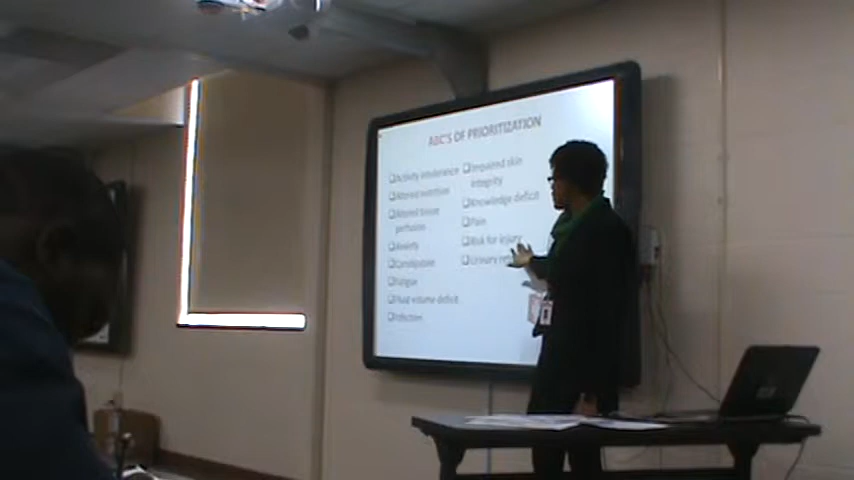 ABC'S OF PRIORITIZATION
Activity intolerance
Altered nutrition
Altered tissue
perfusion
Anxiety
Constipation
Fatigue
Fluid volume deficit
Infection
Impaired skin
integrity
Knowledge deficit
Pain
Risk for injury
Urinary